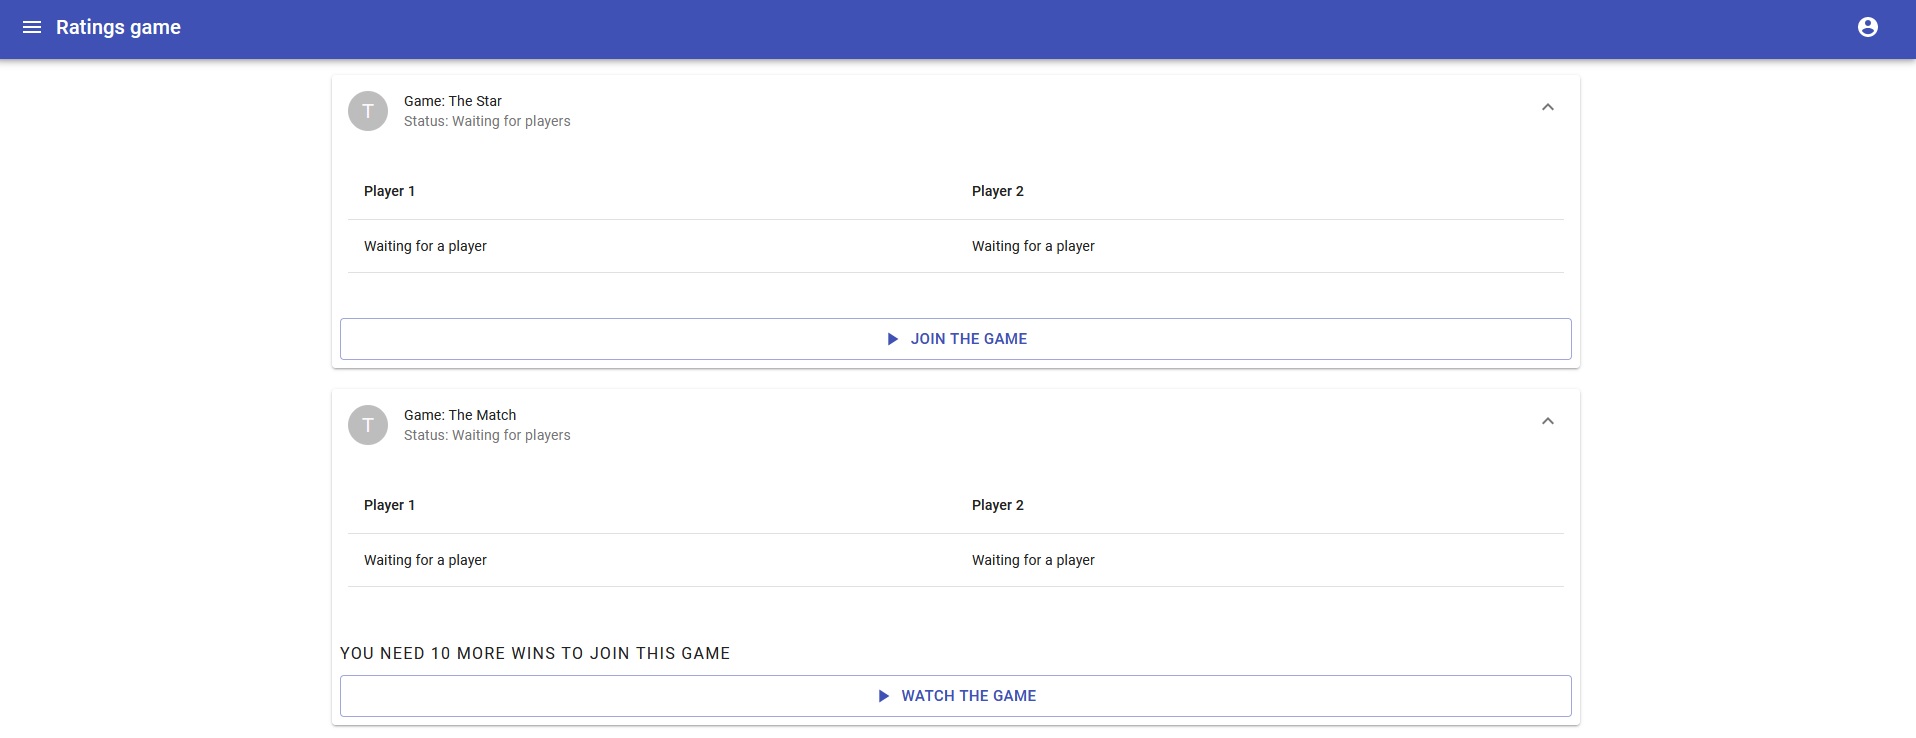 Ratings game
T
Game: The Star
Status: Waiting for players
Player 1 Player 2
Waiting for a player Waiting for a player
JOIN THE GAME
T
Game: The Match
Status: Waiting for players
Player 1 Player 2
Waiting for a player Waiting for a player
YOU NEED 10 MORE WINS TO JOIN THIS GAME
WATCH THE GAME